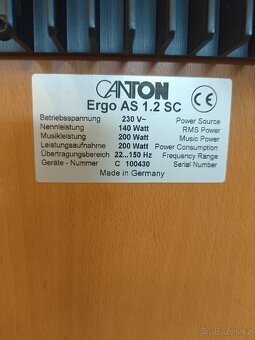 CANTON
Ergo AS 1.2 SC
CE
Betriebsspannung 230 V~ Power Source
Nennleistung 140 Watt RMS Power
Musikleistung 200 Watt Music Power
Leistungsaufnahme 200 Watt Power Consumption
Übertragungsbereich 22...150 Hz Frequency Range
Geräte - Nummer C 100430 Serial Number
Made in Germany